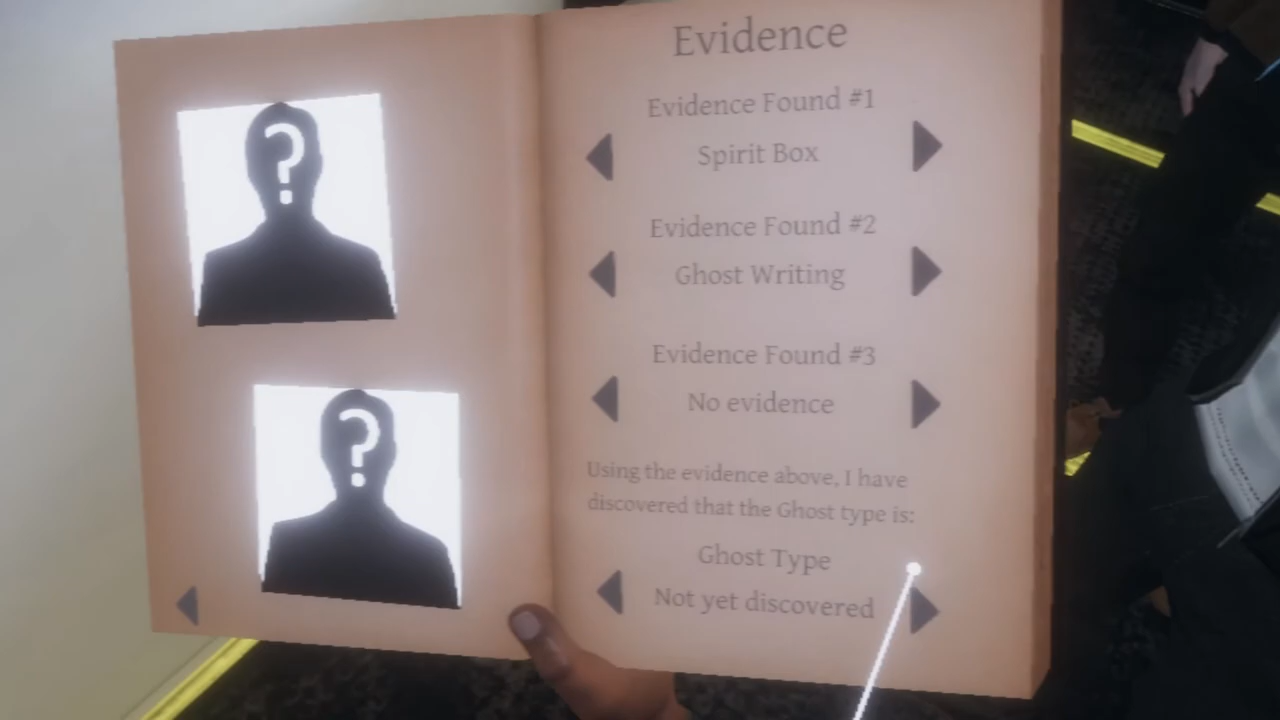 Evidence
Evidence Found #1
Spirit Box
Evidence Found #2
Ghost Writing
Evidence Found #3
No evidence
Using the evidence above, I have
discovered that the Ghost type is:
Ghost Type
Not yet discovered
? 
?